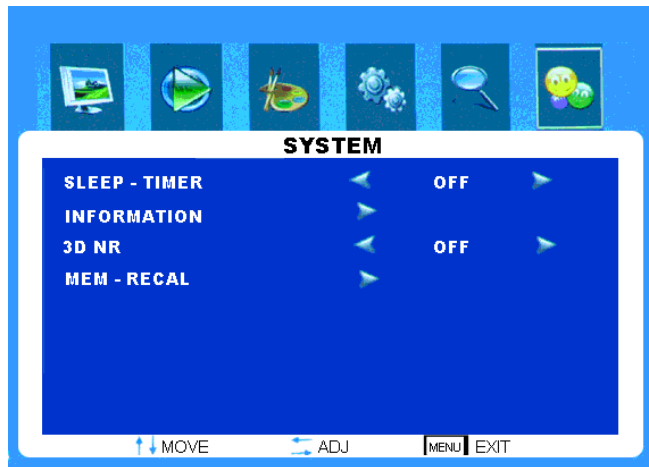 SYSTEM
SLEEP - TIMER OFF
INFORMATION
3D NR OFF
MEM - RECAL
MOVE ADJ MENU EXIT